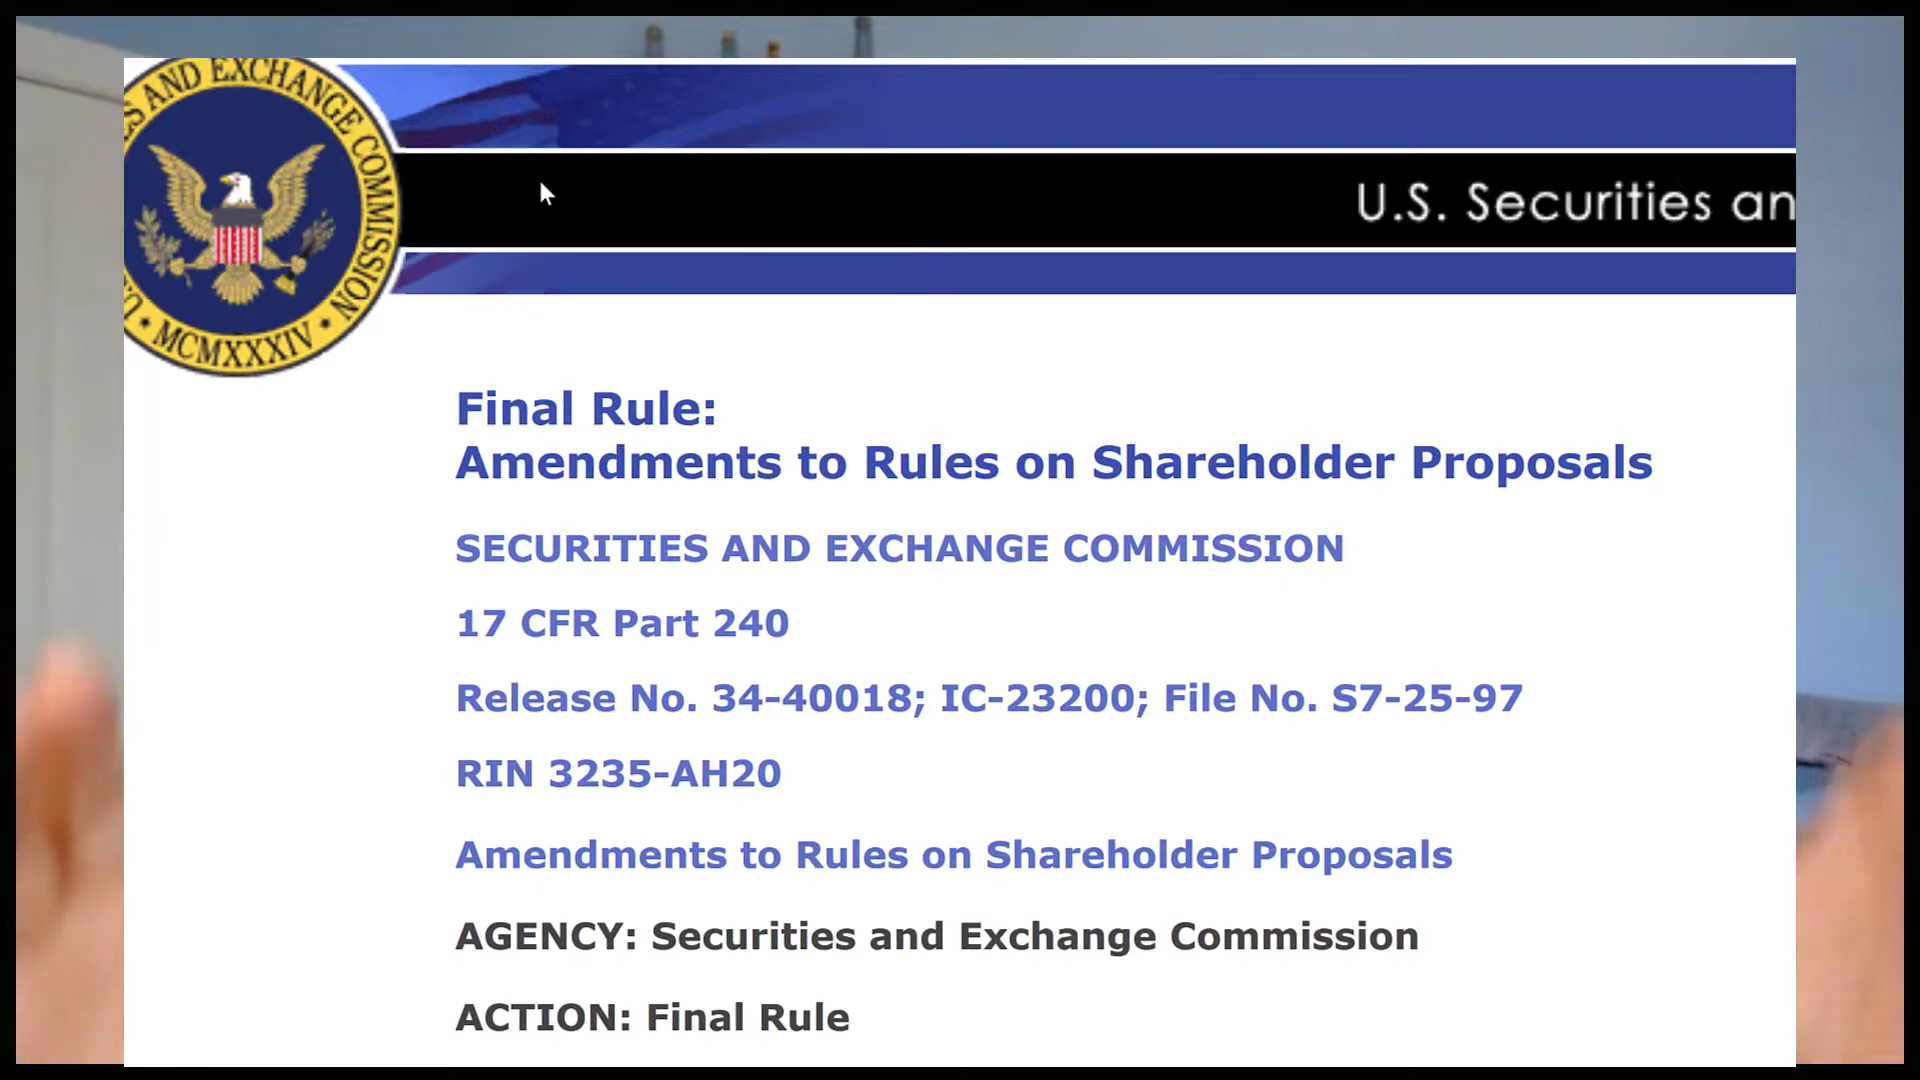 ES AND EXCHANGE COMMISSION
MCMXXXIV
U.S. Securities an
Final Rule:
Amendments to Rules on Shareholder Proposals
SECURITIES AND EXCHANGE COMMISSION
17 CFR Part 240
Release No. 34-40018; IC-23200; File No. S7-25-97
RIN 3235-AH20
Amendments to Rules on Shareholder Proposals
AGENCY: Securities and Exchange Commission
ACTION: Final Rule